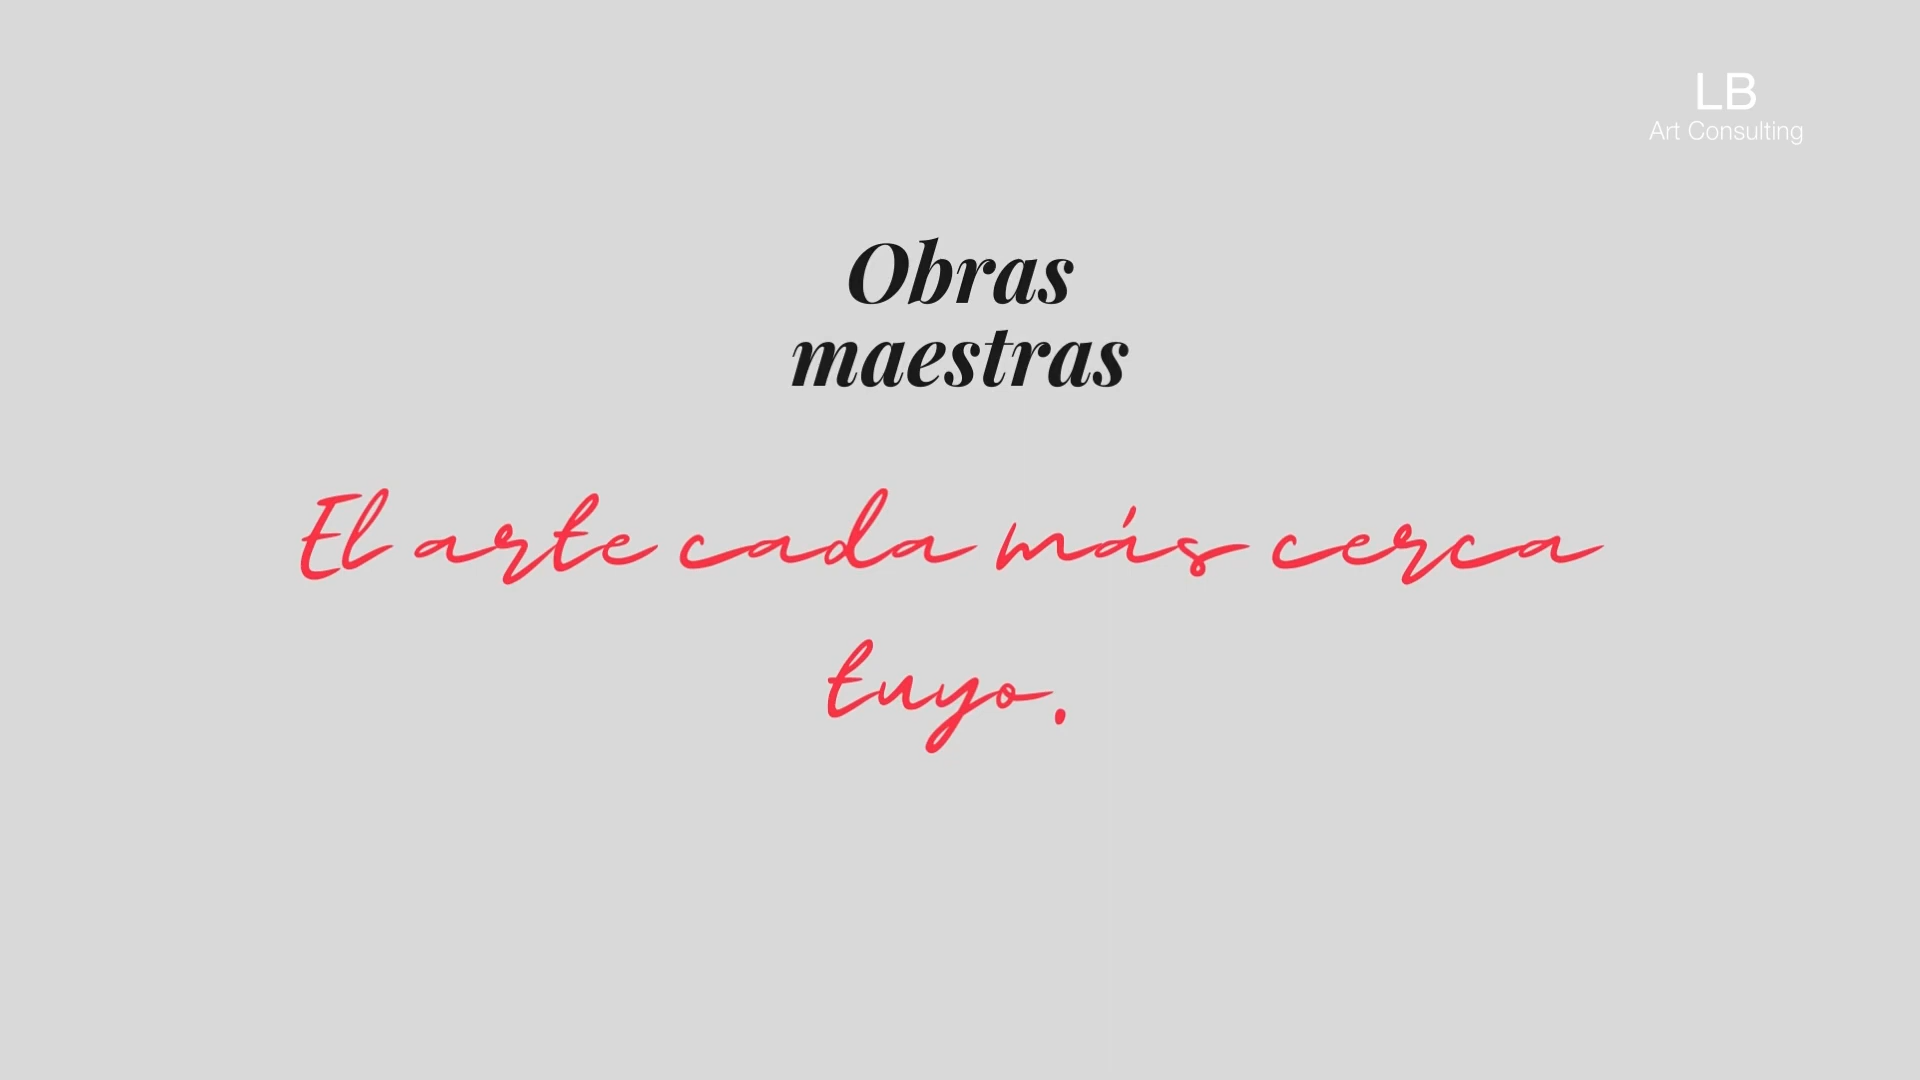 LB
Art Consulting
Obras
maestras
El arte cada más cerca
tuyo.